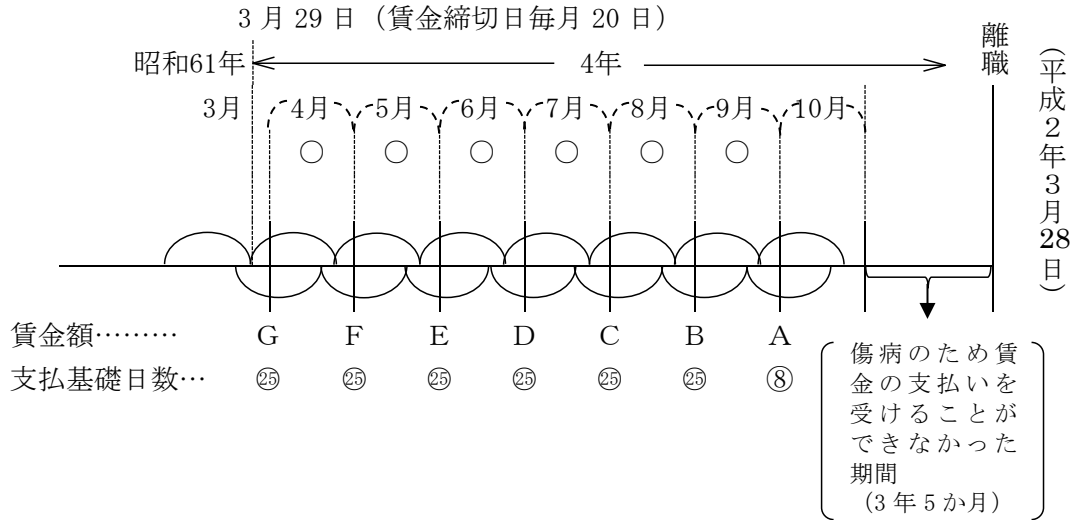 3月29日（賃金締切日毎月20日）
昭和61年
4年
離職
（平成2年3月28日）
3月 4月 5月 6月 7月 8月 9月 10月
○ ○ ○ ○ ○ ○
賃金額……… G F E D C B A
支払基礎日数… ㉕ ㉕ ㉕ ㉕ ㉕ ㉕ ⑧
傷病のため賃
金の支払いを
受けることが
できなかった
期間
（3年5か月）